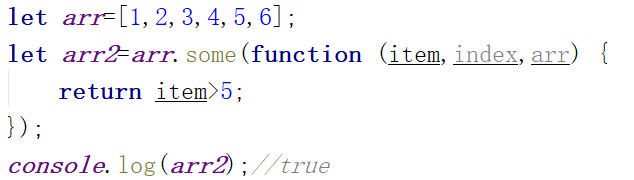 let arr=[1,2,3,4,5,6];
let arr2=arr.some(function (item,index,arr) {
    return item>5;
});
console.log(arr2);//true